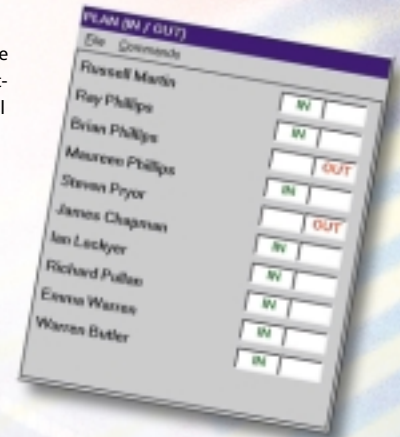 PLAN (IN / OUT)
File Commands
Russell Martin IN
Ray Phillips IN
Brian Phillips OUT
Maureen Phillips IN
Steven Pryor OUT
James Chapman IN
Ian Lockyer IN
Richard Pullan IN
Emma Warren IN
Warren Butler IN